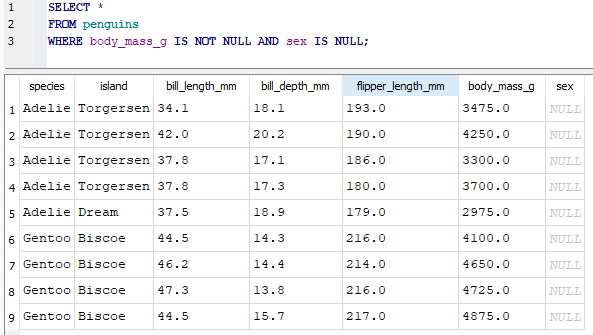 1 SELECT *
2 FROM penguins
3 WHERE body_mass_g IS NOT NULL AND sex IS NULL;
species island bill_length_mm bill_depth_mm flipper_length_mm body_mass_g sex
1 Adelie Torgersen 34.1 18.1 193.0 3475.0 NULL
2 Adelie Torgersen 42.0 20.2 190.0 4250.0 NULL
3 Adelie Torgersen 37.8 17.1 186.0 3300.0 NULL
4 Adelie Torgersen 37.8 17.3 180.0 3700.0 NULL
5 Adelie Dream 37.5 18.9 179.0 2975.0 NULL
6 Gentoo Biscoe 44.5 14.3 216.0 4100.0 NULL
7 Gentoo Biscoe 46.2 14.4 214.0 4650.0 NULL
8 Gentoo Biscoe 47.3 13.8 216.0 4725.0 NULL
9 Gentoo Biscoe 44.5 15.7 217.0 4875.0 NULL